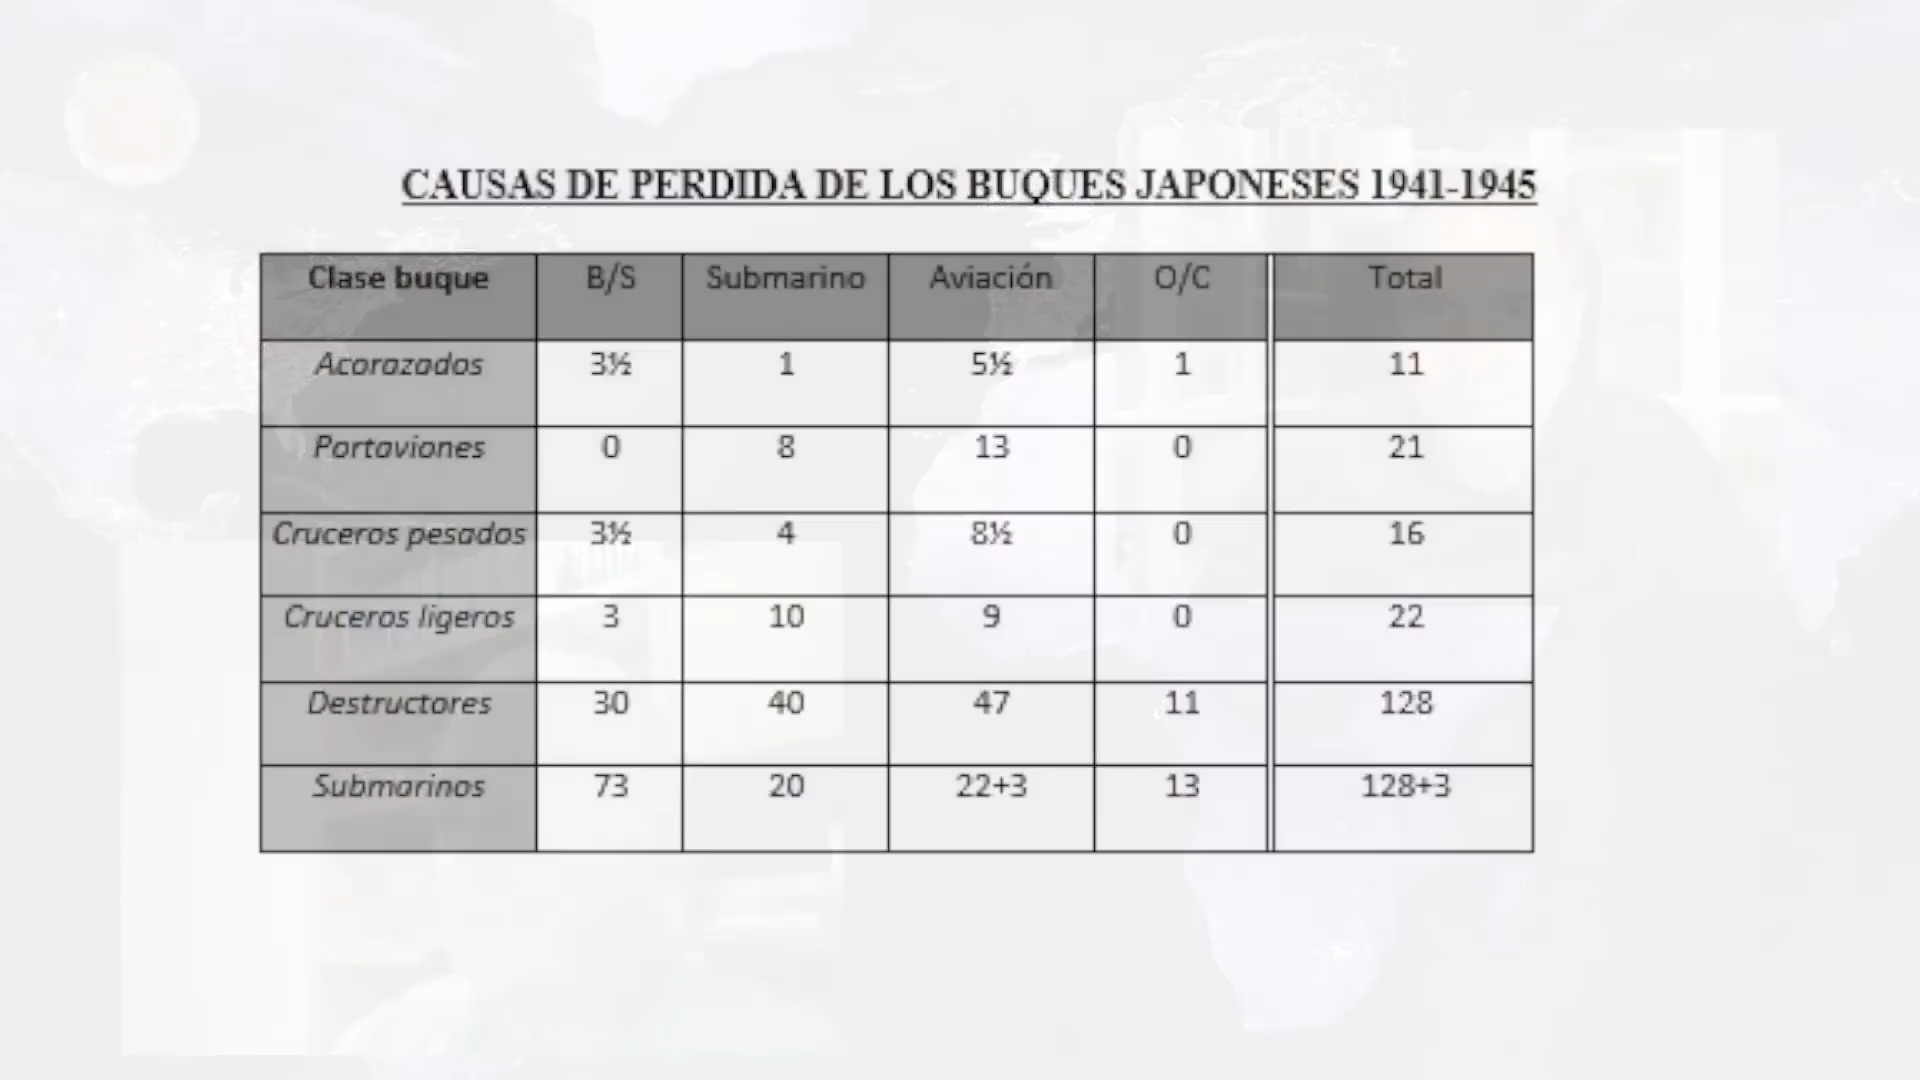 CAUSAS DE PERDIDA DE LOS BUQUES JAPONESES 1941-1945
Clase buque B/S Submarino Aviación O/C Total
Acorazados 3½ 1 5½ 1 11
Portaviones 0 8 13 0 21
Cruceros pesados 3½ 4 8½ 0 16
Cruceros ligeros 3 10 9 0 22
Destructores 30 40 47 11 128
Submarinos 73 20 22+3 13 128+3